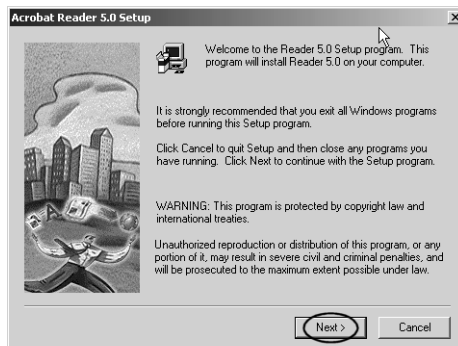 Acrobat Reader 5.0 Setup
Welcome to the Reader 5.0 Setup program. This
program will install Reader 5.0 on your computer.
It is strongly recommended that you exit all Windows programs
before running this Setup program.
Click Cancel to quit Setup and then close any programs you
have running. Click Next to continue with the Setup program.
WARNING: This program is protected by copyright law and
international treaties.
Unauthorized reproduction or distribution of this program, or any
portion of it, may result in severe civil and criminal penalties, and
will be prosecuted to the maximum extent possible under law.
Next >
Cancel